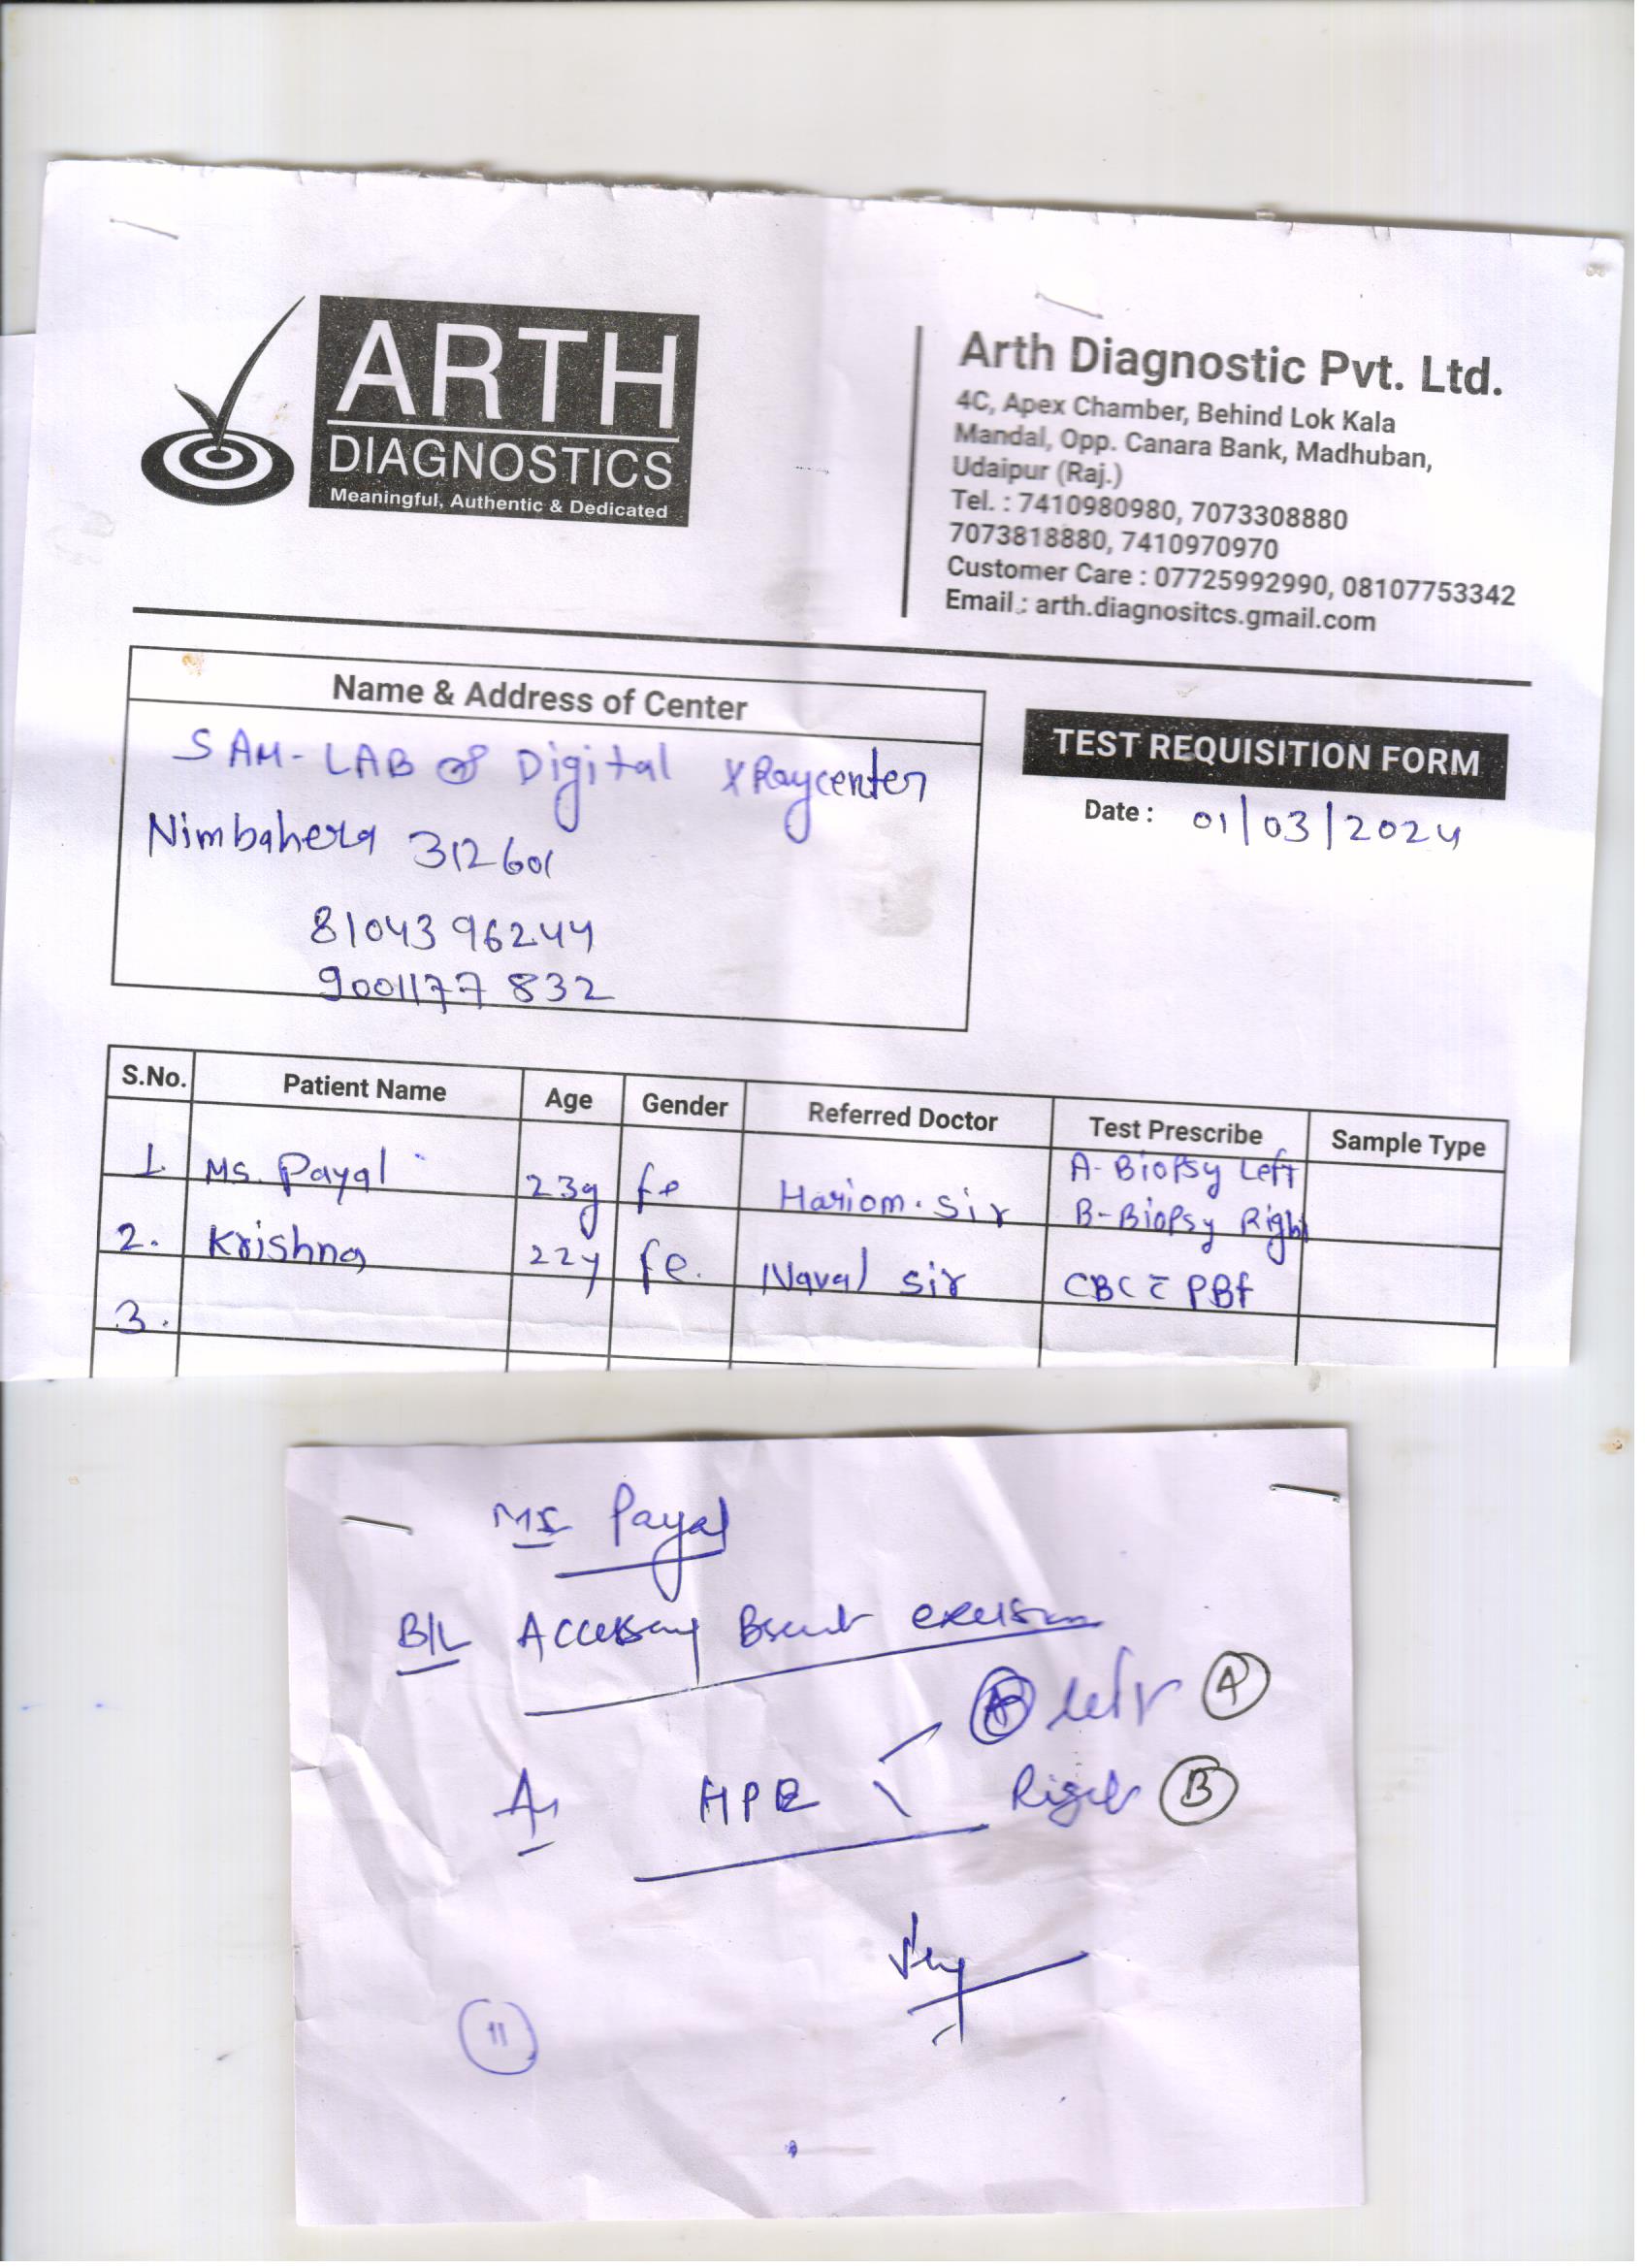 ARTH
DIAGNOSTICS
Meaningful, Authentic & Dedicated
Arth Diagnostic Pvt. Ltd.
4C, Apex Chamber, Behind Lok Kala
Mandal, Opp. Canara Bank, Madhuban,
Udaipur (Raj.)
Tel. : 7410980980, 7073308880
7073818880, 7410970970
Customer Care : 07725992990, 08107753342
Email : arth.diagnositcs.gmail.com
Name & Address of Center
SAM-LAB & Digital XRaycenter
Nimbahera 312601
8104396244
9001177832
TEST REQUISITION FORM
Date : 01/03/2024
S.No. Patient Name Age Gender Referred Doctor Test Prescribe Sample Type
1. Ms. Payal 23y fe Hariom. Sir A-Biopsy Left
B-Biopsy Right
2. Krishna 22y fe. Naval sir CBC c̄ PBf
3.
Ms Payal
B/L Accessory Breast excision
A left A
HPE
Right B
11